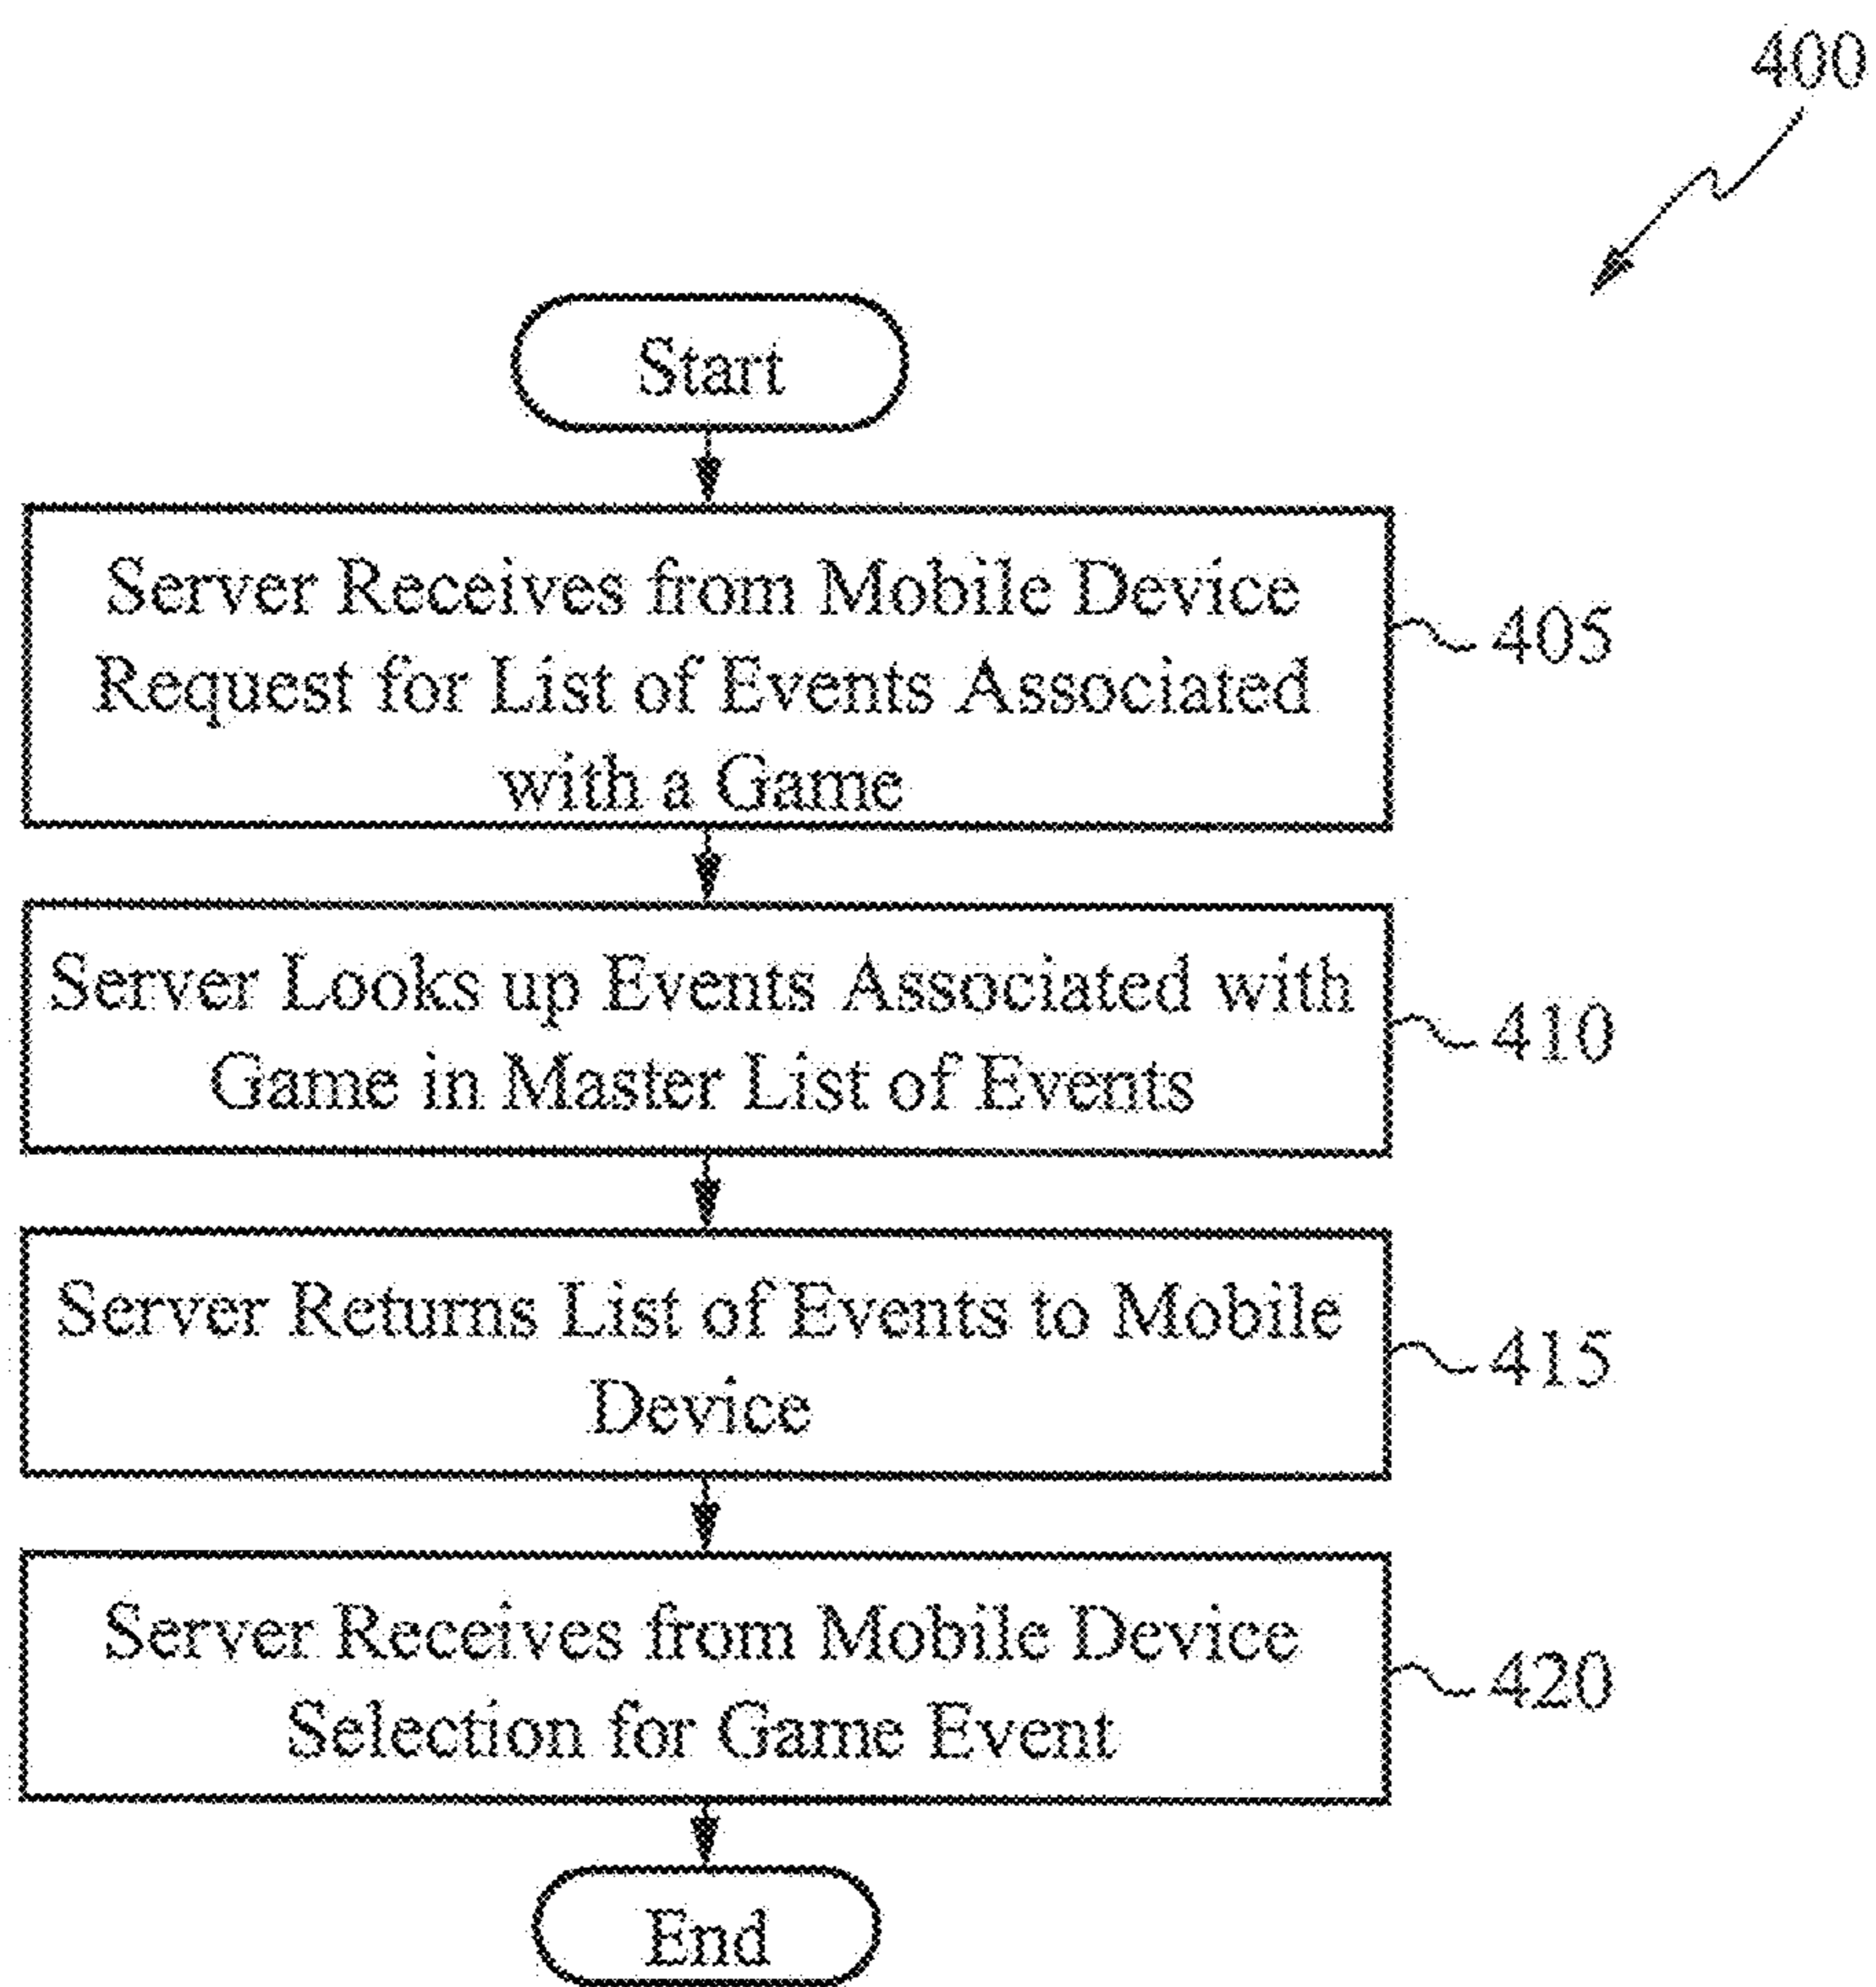 400
Start
Server Receives from Mobile Device
Request for List of Events Associated
with a Game
405
Server Looks up Events Associated with
Game in Master List of Events
410
Server Returns List of Events to Mobile
Device
415
Server Receives from Mobile Device
Selection for Game Event
420
End